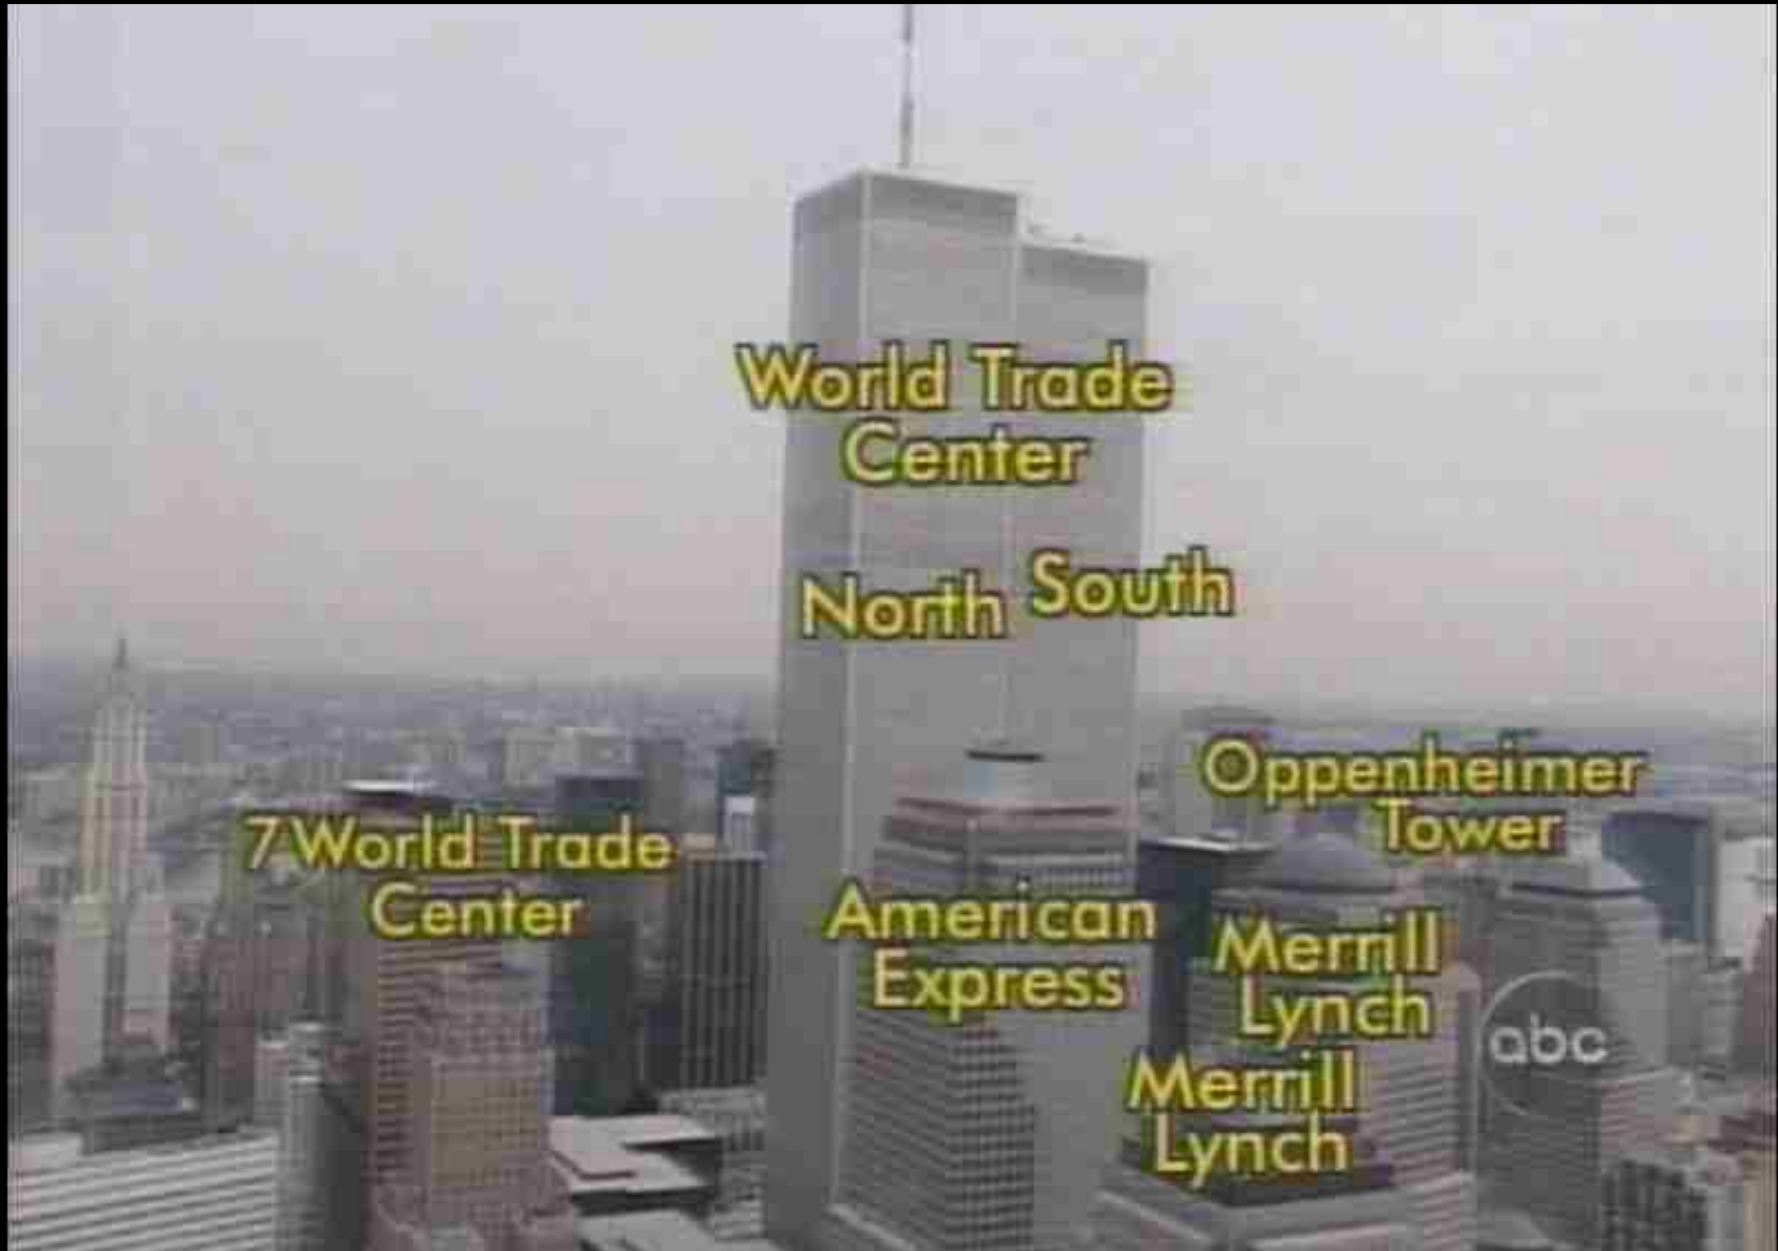 World Trade
Center
North South
Oppenheimer
Tower
7 World Trade
Center
American
Express
Merrill
Lynch
abc
Merrill
Lynch